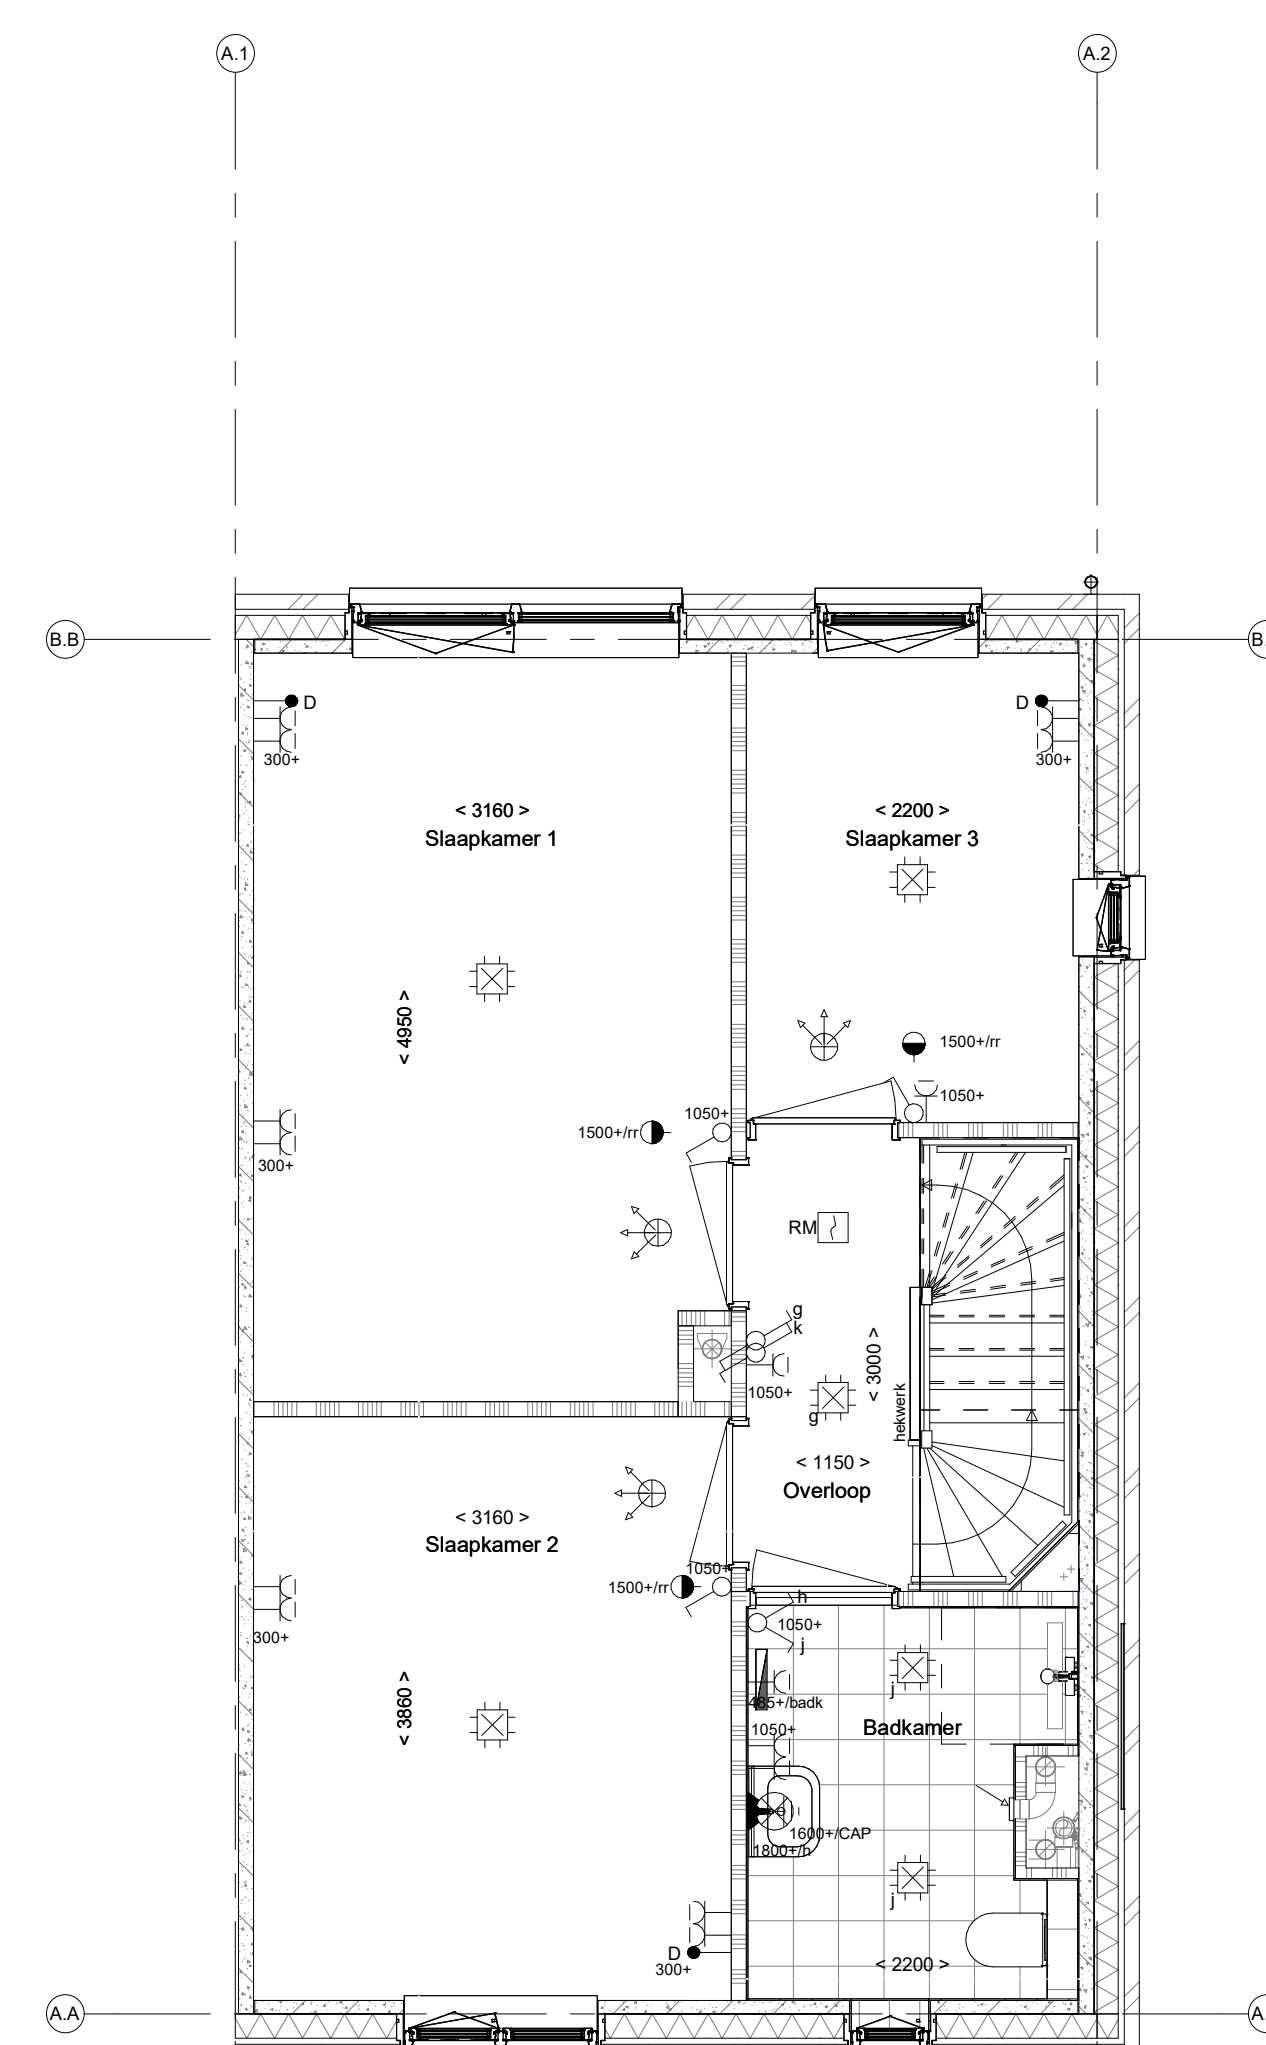 A.1
A.2
B.B
B.
D
D
300+
300+
< 3160 >
Slaapkamer 1
< 2200 >
Slaapkamer 3
< 4950 >
1500+/rr
1050+
1050+
1500+/rr
300+
RM
g
k
< 3000 >
1050+
hekwerk
g
< 1150 >
Overloop
< 3160 >
Slaapkamer 2
1050+
1500+/rr
h
1050+
300+
j
< 3860 >
j
485+/badk
Badkamer
1050+
1600+/CAP
1800+/h
j
D
300+
< 2200 >
A.A
A.